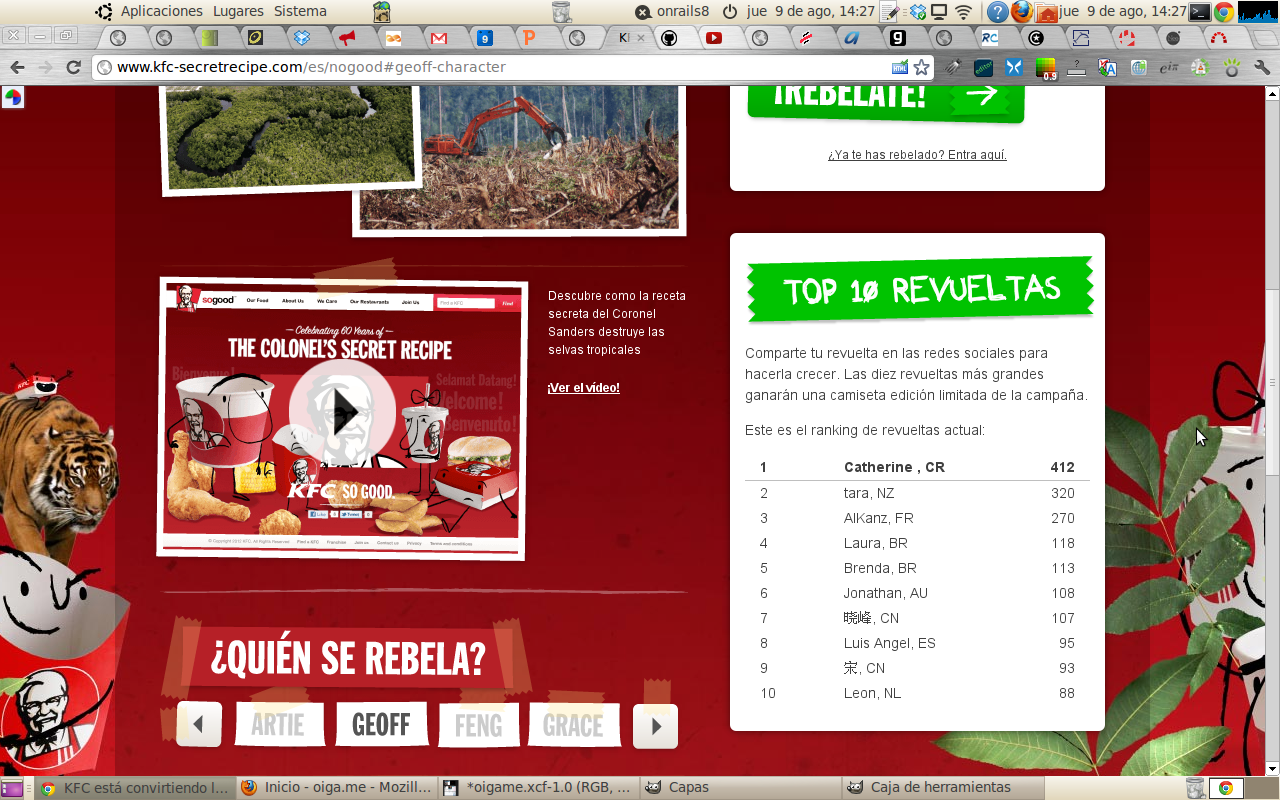 Aplicaciones Lugares Sistema
onrails8
jue 9 de ago, 14:27
jue 9 de ago, 14:27
www.kfc-secretrecipe.com/es/nogood#geoff-character
¡REBÉLATE!
¿Ya te has rebelado? Entra aquí.
TOP 10 REVUELTAS
Comparte tu revuelta en las redes sociales para
hacerla crecer. Las diez revueltas más grandes
ganarán una camiseta edición limitada de la campaña.
Este es el ranking de revueltas actual:
1 Catherine , CR 412
2 tara, NZ 320
3 AlKanz, FR 270
4 Laura, BR 118
5 Brenda, BR 113
6 Jonathan, AU 108
7 晓峰, CN 107
8 Luis Angel, ES 95
9 宋, CN 93
10 Leon, NL 88
sogood
Our Food About Us We Care Our Restaurants Join Us Find a KFC Find
Celebrating 60 Years of
THE COLONEL'S SECRET RECIPE
Bienvenue!
Selamat Datang!
Welcome!
Benvenuto!
KFC SO GOOD.
Descubre como la receta
secreta del Coronel
Sanders destruye las
selvas tropicales
¡Ver el vídeo!
KFC
¿QUIÉN SE REBELA?
ARTIE GEOFF FENG GRACE
KFC está convirtiendo l...
Inicio - oiga.me - Mozill...
*oigame.xcf-1.0 (RGB, ...
Capas
Caja de herramientas